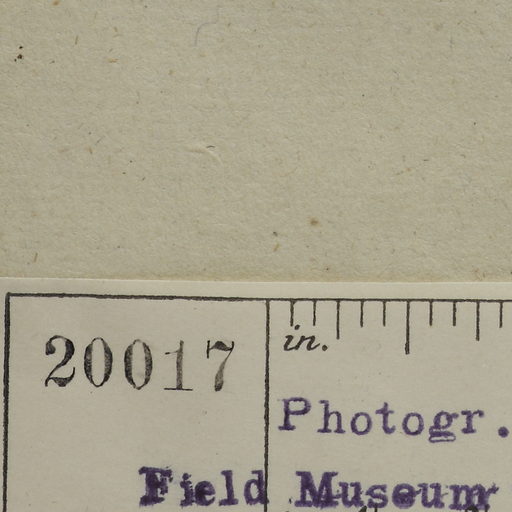 20017
in.
Photogr.
Field Museum